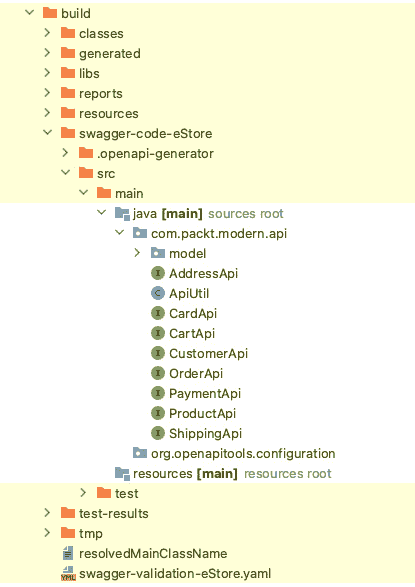 build
classes
generated
libs
reports
resources
swagger-code-eStore
.openapi-generator
src
main
java [main] sources root
com.packt.modern.api
model
I AddressApi
C ApiUtil
I CardApi
I CartApi
I CustomerApi
I OrderApi
I PaymentApi
I ProductApi
I ShippingApi
org.openapitools.configuration
resources [main] resources root
test
test-results
tmp
resolvedMainClassName
YML swagger-validation-eStore.yaml